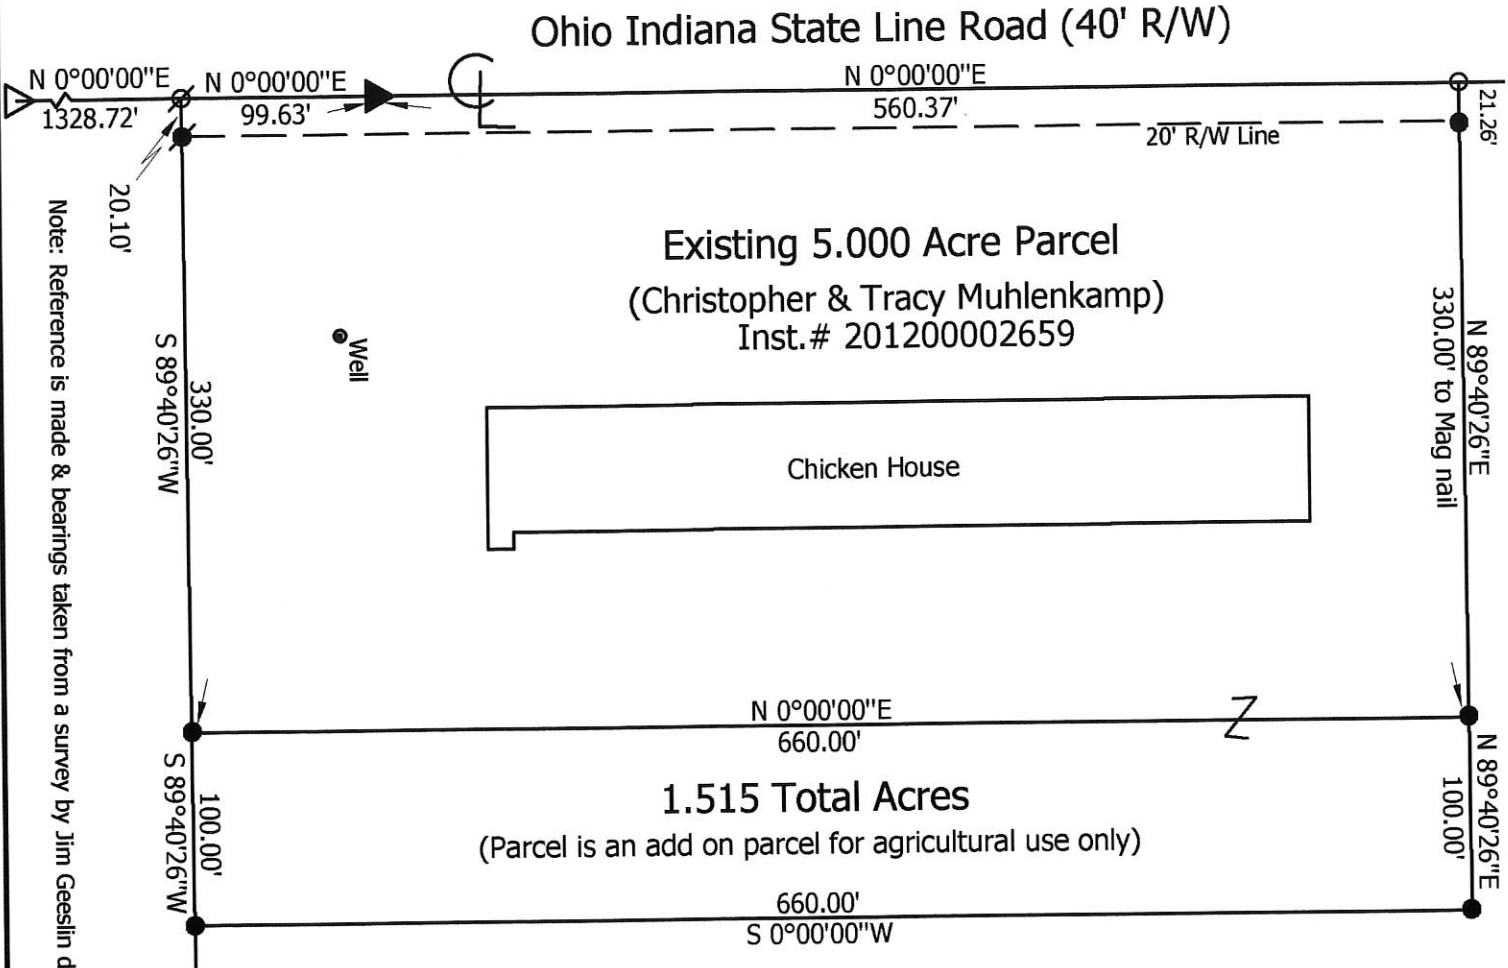 Ohio Indiana State Line Road (40' R/W)
N 0°00'00"E
1328.72'
N 0°00'00"E
99.63'
CL
N 0°00'00"E
560.37'
21.26'
20' R/W Line
20.10'
Note: Reference is made & bearings taken from a survey by Jim Geeslin d
Existing 5.000 Acre Parcel
(Christopher & Tracy Muhlenkamp)
Inst.# 201200002659
Well
330.00'
S 89°40'26"W
N 89°40'26"E
330.00' to Mag nail
Chicken House
N 0°00'00"E
660.00'
Z
1.515 Total Acres
(Parcel is an add on parcel for agricultural use only)
100.00'
S 89°40'26"W
N 89°40'26"E
100.00'
660.00'
S 0°00'00"W